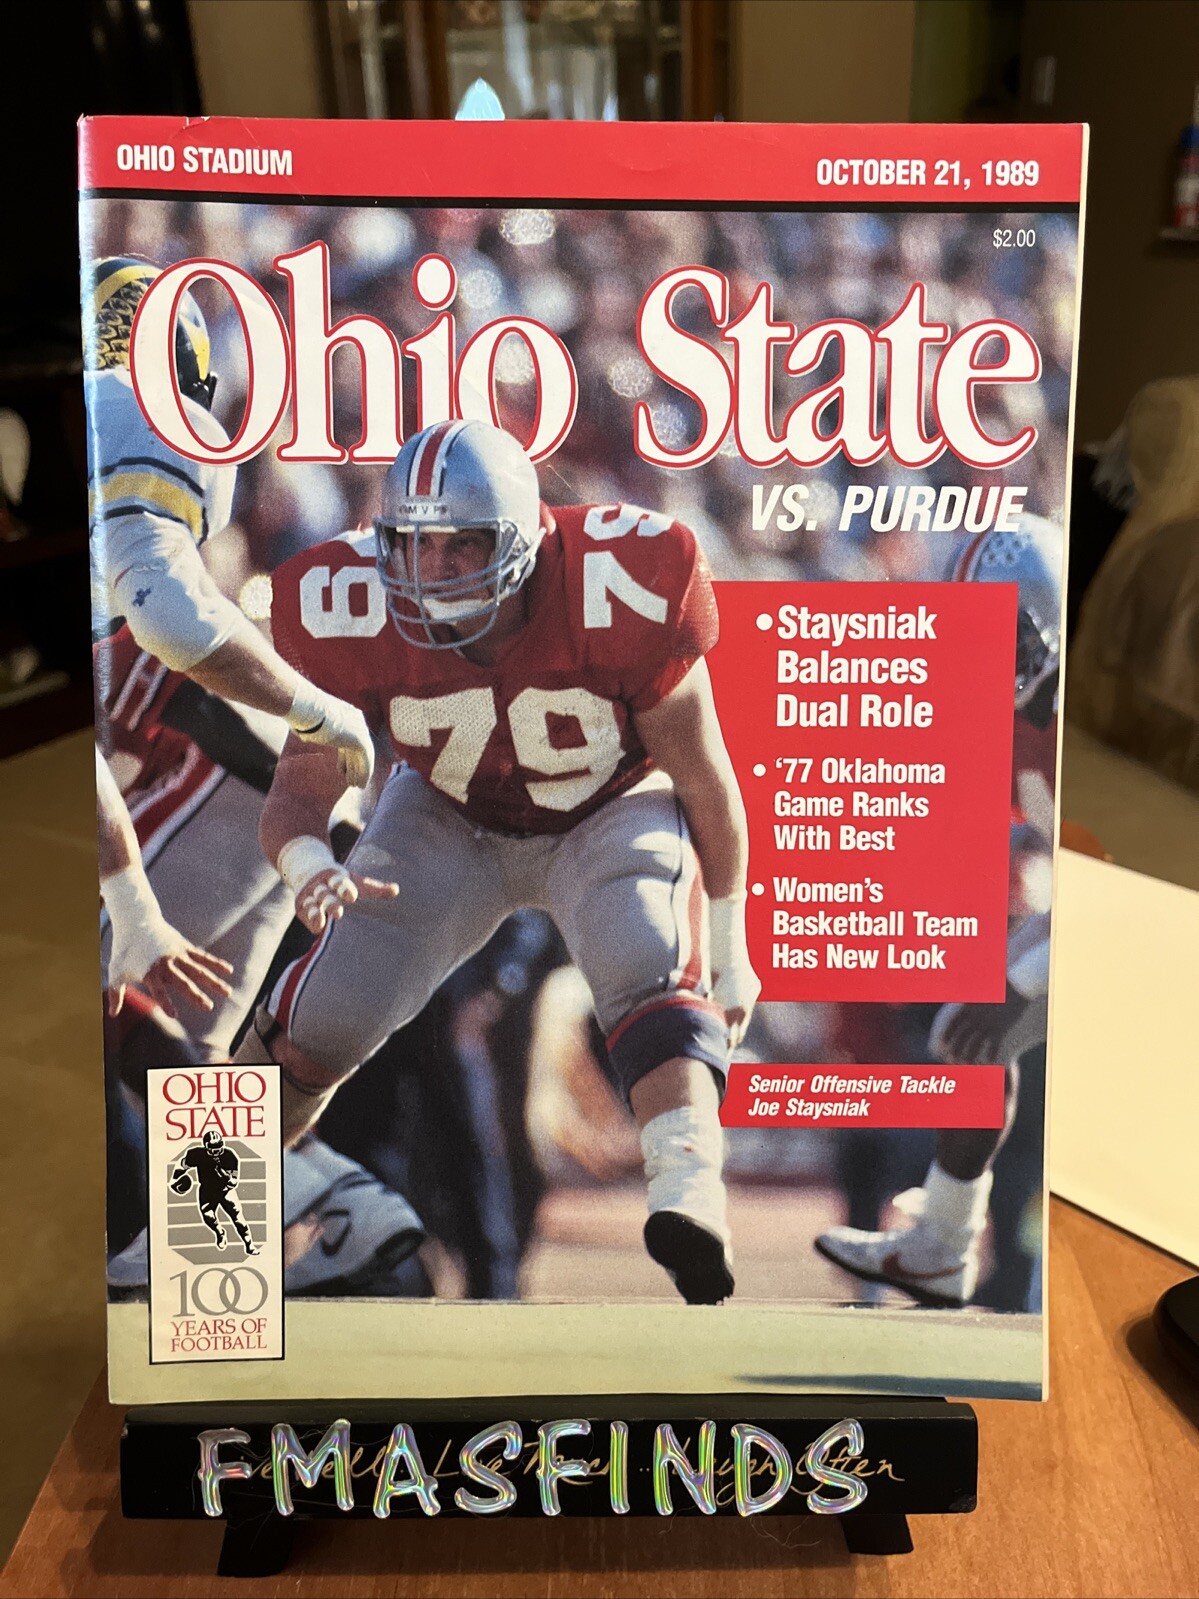 OHIO STADIUM
OCTOBER 21, 1989
$2.00
Ohio State
VS. PURDUE
79
79
79
•Staysniak
Balances
Dual Role
• ‘77 Oklahoma
Game Ranks
With Best
• Women's
Basketball Team
Has New Look
Senior Offensive Tackle
Joe Staysniak
OHIO
STATE
100
YEARS OF
FOOTBALL
FMASFINDS